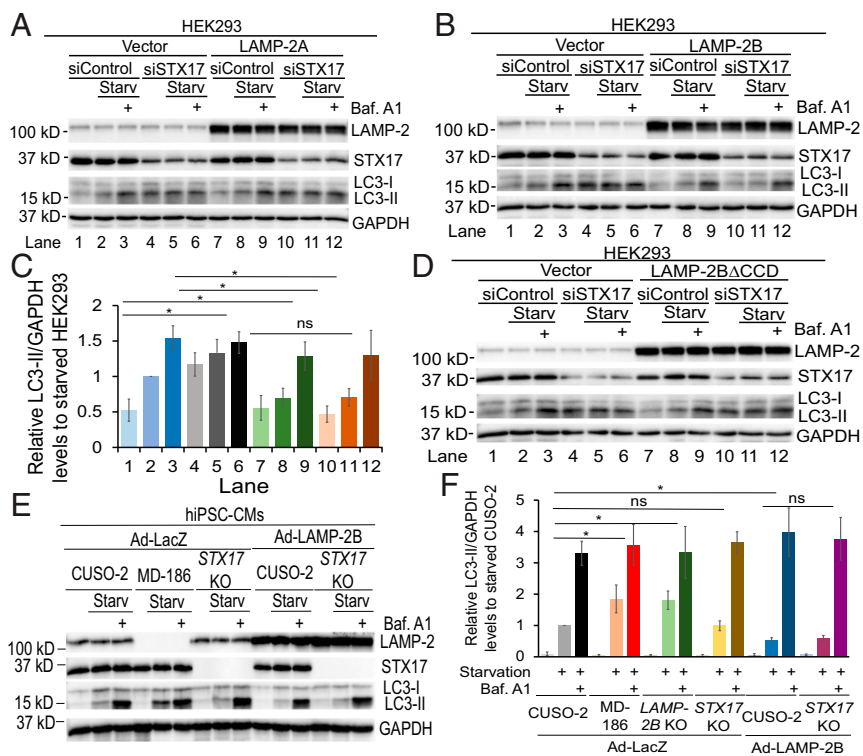 A
HEK293
Vector LAMP-2A
siControl siSTX17 siControl siSTX17
Starv Starv Starv Starv
+ + + + Baf. A1
100 kD LAMP-2
37 kD STX17
LC3-I
15 kD LC3-II
37 kD GAPDH
Lane 1 2 3 4 5 6 7 8 9 10 11 12
B
HEK293
Vector LAMP-2B
siControl siSTX17 siControl siSTX17
Starv Starv Starv Starv
+ + + + Baf. A1
100 kD LAMP-2
37 kD STX17
LC3-I
15 kD LC3-II
37 kD GAPDH
Lane 1 2 3 4 5 6 7 8 9 10 11 12
C
Relative LC3-II/GAPDH
levels to starved HEK293
2
1.5
1
0.5
0
* * * * ns
1 2 3 4 5 6 7 8 9 10 11 12
Lane
D
HEK293
Vector LAMP-2BΔCCD
siControl siSTX17 siControl siSTX17
Starv Starv Starv Starv
+ + + + Baf. A1
100 kD LAMP-2
37 kD STX17
LC3-I
15 kD LC3-II
37 kD GAPDH
Lane 1 2 3 4 5 6 7 8 9 10 11 12
E
hiPSC-CMs
Ad-LacZ Ad-LAMP-2B
CUSO-2 MD-186 STX17 KO CUSO-2 STX17 KO
Starv Starv Starv Starv Starv
+ + + + + Baf. A1
100 kD LAMP-2
37 kD STX17
LC3-I
15 kD LC3-II
37 kD GAPDH
F
Relative LC3-II/GAPDH
levels to starved CUSO-2
5
4
3
2
1
0
* ns * * ns
Starvation + + + + + + + + + + + +
Baf. A1 + + + + + +
CUSO-2 MD-186 LAMP-2B KO STX17 KO CUSO-2 STX17 KO
Ad-LacZ Ad-LAMP-2B